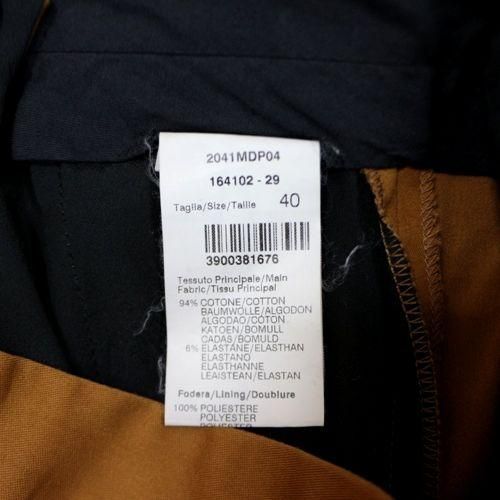 2041MDP04
164102 - 29
Taglia/Size/Taille 40
3900381676
Tessuto Principale/Main
Fabric/Tissu Principal
94% COTONE/COTTON
BAUMWOLLE/ALGODON
ALGODAO/COTON
KATOEN/BOMULL
CADAS/BOMULD
6% ELASTANE/ELASTHAN
ELASTANO
ELASTHANNE
LEAISTEAN/ELASTAN
Fodera/Lining/Doublure
100% POLIESTERE
POLYESTER